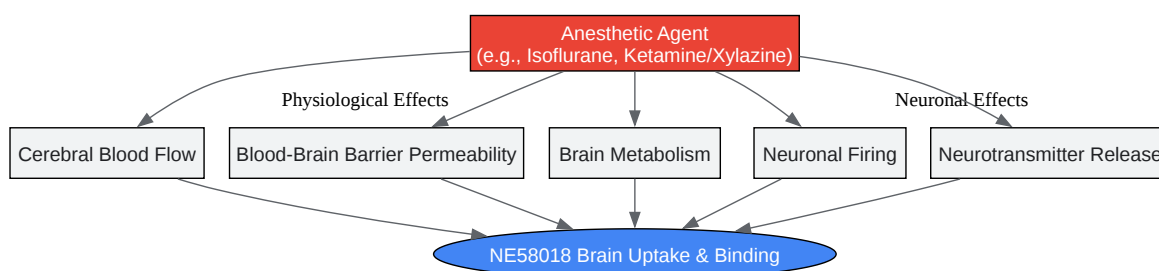 Anesthetic Agent
(e.g., Isoflurane, Ketamine/Xylazine)
Physiological Effects
Neuronal Effects
Cerebral Blood Flow
Blood-Brain Barrier Permeability
Brain Metabolism
Neuronal Firing
Neurotransmitter Release
NE58018 Brain Uptake & Binding